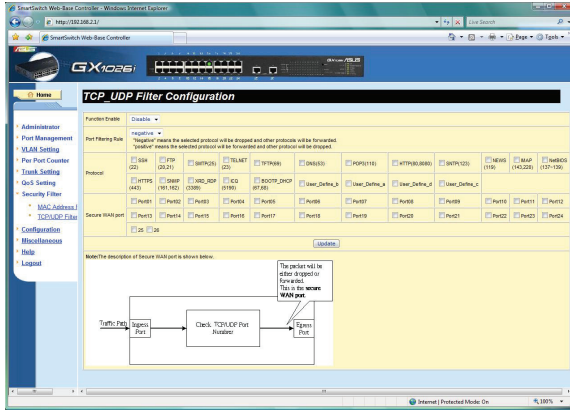 SmartSwitch Web-Base Controller - Windows Internet Explorer
http://192.168.2.1/
Live Search
SmartSwitch Web-Base Controller
Page
Tools
GX1026i
Home
TCP_UDP Filter Configuration
Administrator
Port Management
VLAN Setting
Per Port Counter
Trunk Setting
QoS Setting
Security Filter
MAC Address
TCP/UDP Filter
Configuration
Miscellaneous
Help
Logout
Function Enable Disable
Port Filtering Rule negative
"Negative" means the selected protocol will be dropped and other protocols will be forwarded.
"positive" means the selected protocol will be forwarded and other protocol will be dropped.
Protocol
SSH (22) FTP (20,21) SMTP(25) TELNET (23) TFTP(69) DNS(53) POP3(110) HTTP(80,8080) SNTP(123) NEWS (119) IMAP (143,220) NetBIOS (137~139)
HTTPS (443) SNMP (161,162) XRD_RDP (3389) ICQ (5190) BOOTP_DHCP (67,68) User_Define_b User_Define_a User_Define_d User_Define_c
Secure WAN port
Port01 Port02 Port03 Port04 Port05 Port06 Port07 Port08 Port09 Port10 Port11 Port12
Port13 Port14 Port15 Port16 Port17 Port18 Port19 Port20 Port21 Port22 Port23 Port24
25 26
Update
Note:The description of Secure WAN port is shown below.
The packet will be
either dropped or
forwarded.
This is the secure
WAN port.
Traffic Path
Ingress
Port
Check TCP/UDP Port
Number
Egress
Port
Internet | Protected Mode: On
100%